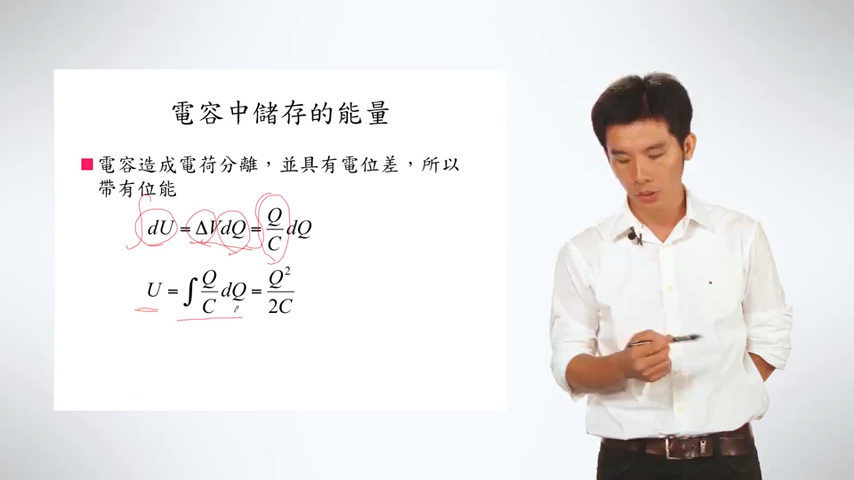 電容中儲存的能量
電容造成電荷分離，並具有電位差，所以
帶有位能
dU = ΔVdQ = Q/C dQ
U = ∫ Q/C dQ = Q²/2C